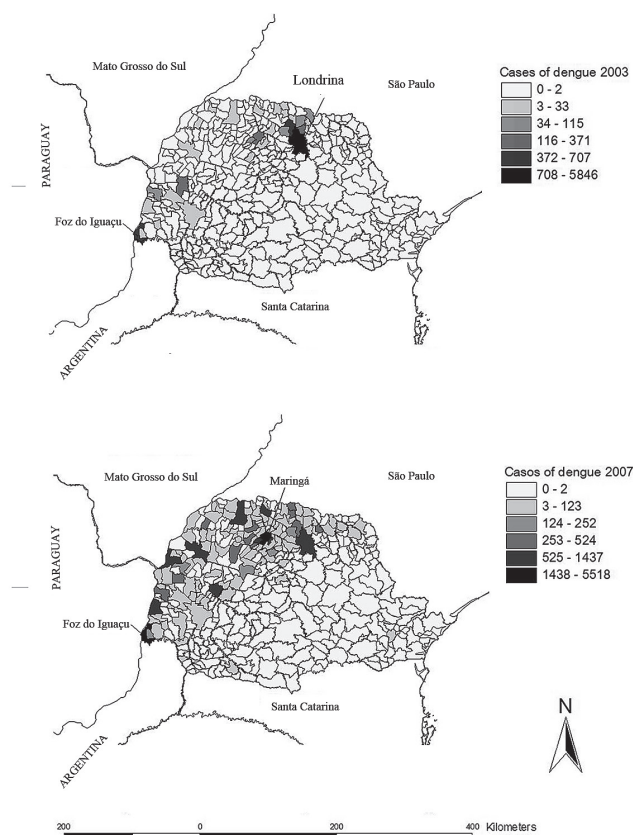 Mato Grosso do Sul
Londrina
São Paulo
PARAGUAY
Foz do Iguaçu
Santa Catarina
ARGENTINA
Cases of dengue 2003
0 - 2
3 - 33
34 - 115
116 - 371
372 - 707
708 - 5846
Mato Grosso do Sul
Maringá
São Paulo
PARAGUAY
Foz do Iguaçu
Santa Catarina
ARGENTINA
Casos of dengue 2007
0 - 2
3 - 123
124 - 252
253 - 524
525 - 1437
1438 - 5518
N
200 0 200 400 Kilometers